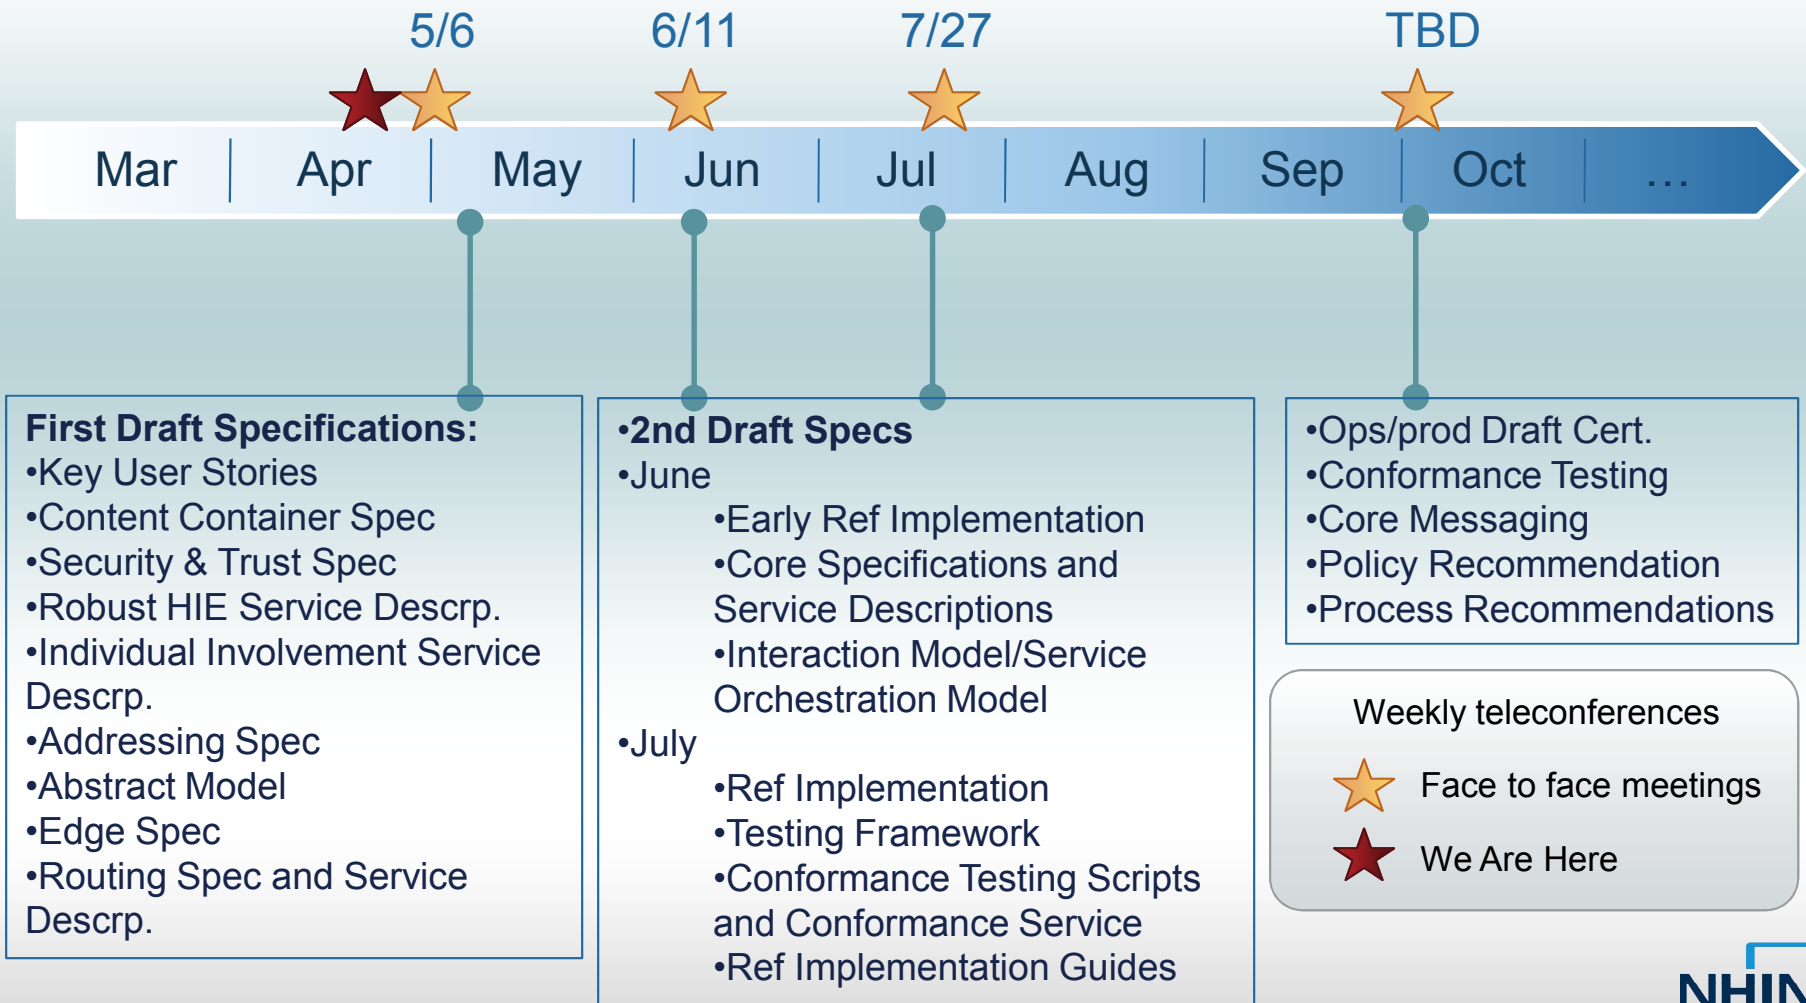 5/6 6/11 7/27 TBD
Mar Apr May Jun Jul Aug Sep Oct ...
First Draft Specifications:
•Key User Stories
•Content Container Spec
•Security & Trust Spec
•Robust HIE Service Descrp.
•Individual Involvement Service
Descrp.
•Addressing Spec
•Abstract Model
•Edge Spec
•Routing Spec and Service
Descrp.
•2nd Draft Specs
•June
•Early Ref Implementation
•Core Specifications and
Service Descriptions
•Interaction Model/Service
Orchestration Model
•July
•Ref Implementation
•Testing Framework
•Conformance Testing Scripts
and Conformance Service
•Ref Implementation Guides
•Ops/prod Draft Cert.
•Conformance Testing
•Core Messaging
•Policy Recommendation
•Process Recommendations
Weekly teleconferences
Face to face meetings
We Are Here
NHIN